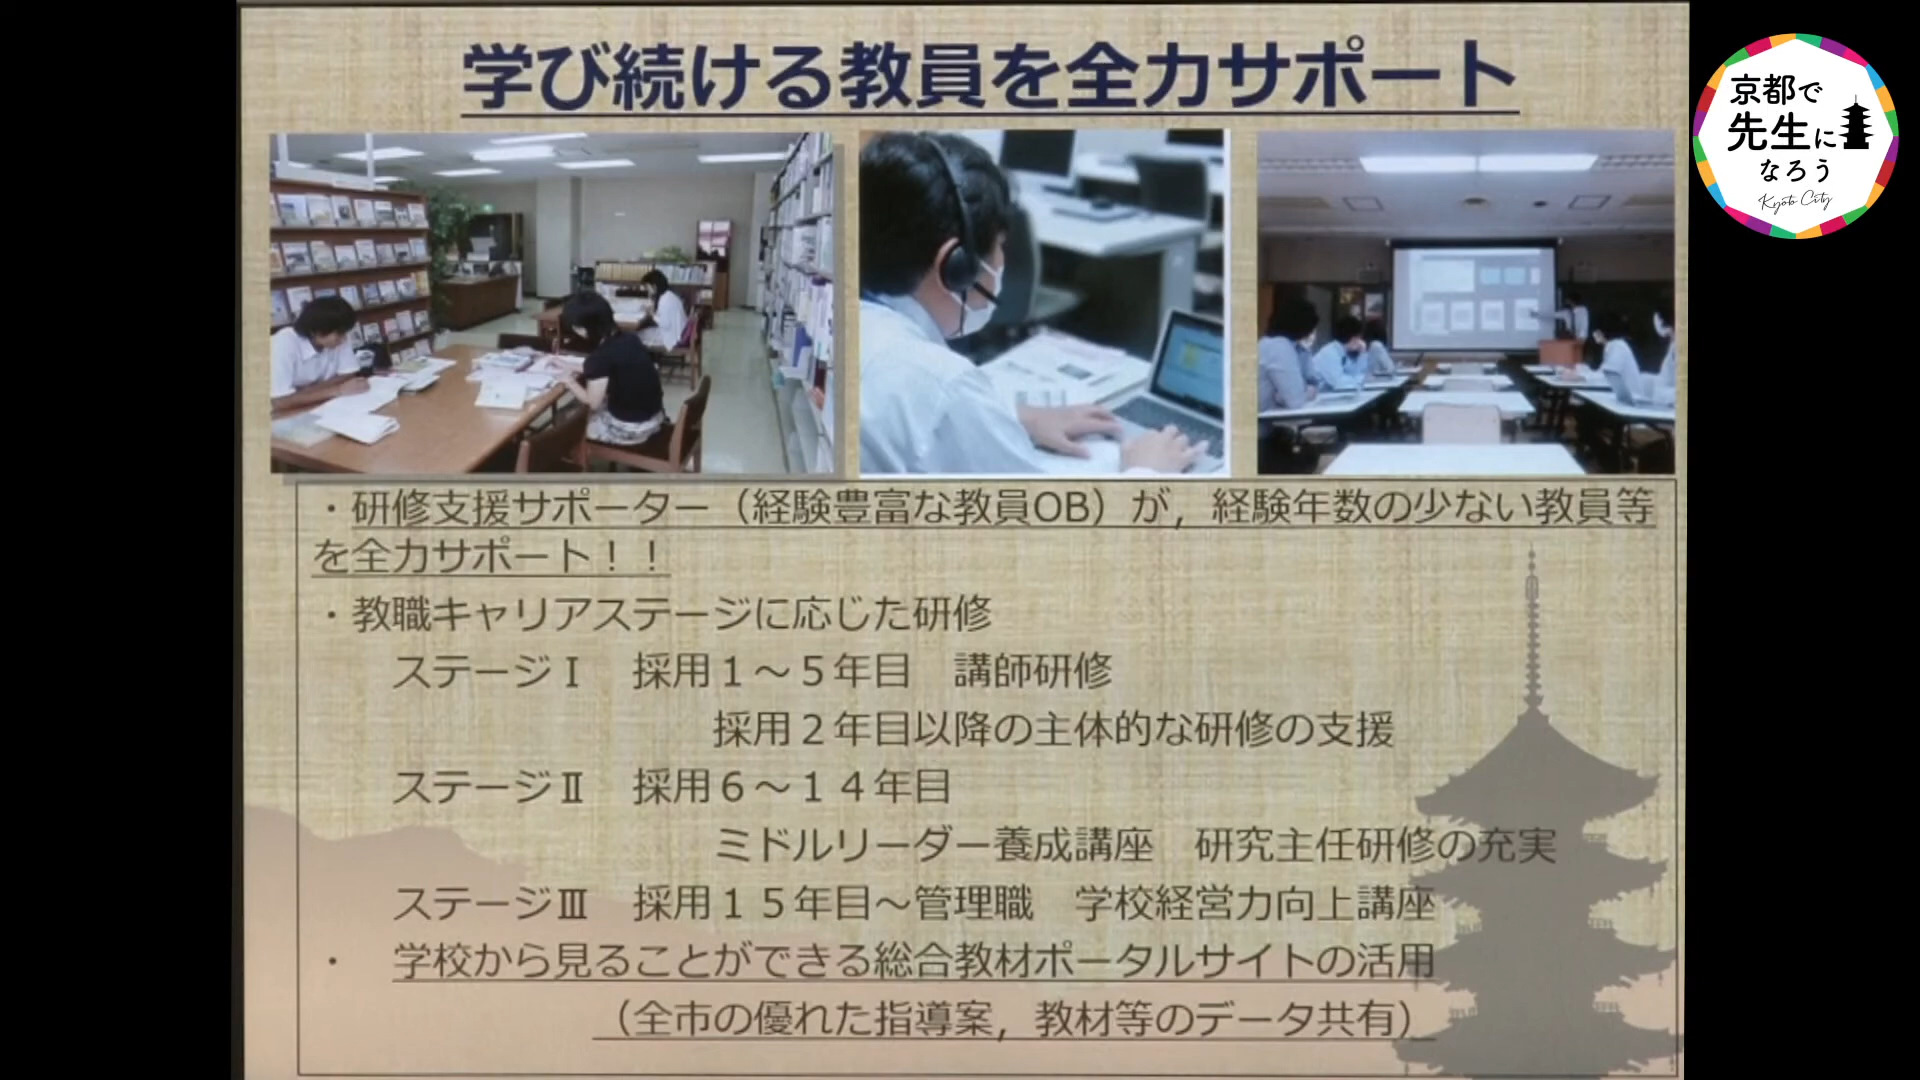 学び続ける教員を全力サポート
京都で
先生に
なろう
Kyoto City
・研修支援サポーター（経験豊富な教員OB）が，経験年数の少ない教員等
を全力サポート！！
・教職キャリアステージに応じた研修
ステージⅠ　採用１～５年目　講師研修
採用２年目以降の主体的な研修の支援
ステージⅡ　採用６～１４年目
ミドルリーダー養成講座　研究主任研修の充実
ステージⅢ　採用１５年目～管理職　学校経営力向上講座
・　学校から見ることができる総合教材ポータルサイトの活用
（全市の優れた指導案，教材等のデータ共有）